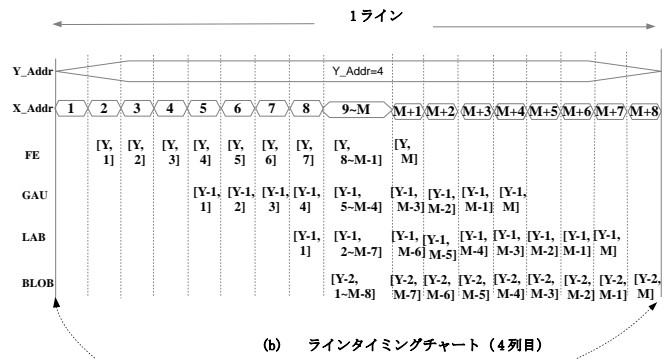 1ライン
Y_Addr Y_Addr=4
X_Addr 1 2 3 4 5 6 7 8 9~M M+1 M+2 M+3 M+4 M+5 M+6 M+7 M+8
FE [Y, 1] [Y, 2] [Y, 3] [Y, 4] [Y, 5] [Y, 6] [Y, 7] [Y, 8~M-1] [Y, M]
GAU [Y-1, 1] [Y-1, 2] [Y-1, 3] [Y-1, 4] [Y-1, 5~M-4] [Y-1, M-3] [Y-1, M-2] [Y-1, M-1] [Y-1, M]
LAB [Y-1, 1] [Y-1, 2~M-7] [Y-1, M-6] [Y-1, M-5] [Y-1, M-4] [Y-1, M-3] [Y-1, M-2] [Y-1, M-1] [Y-1, M]
BLOB [Y-2, 1~M-8] [Y-2, M-7] [Y-2, M-6] [Y-2, M-5] [Y-2, M-4] [Y-2, M-3] [Y-2, M-2] [Y-2, M-1] [Y-2, M]
(b) ラインタイミングチャート（4列目）